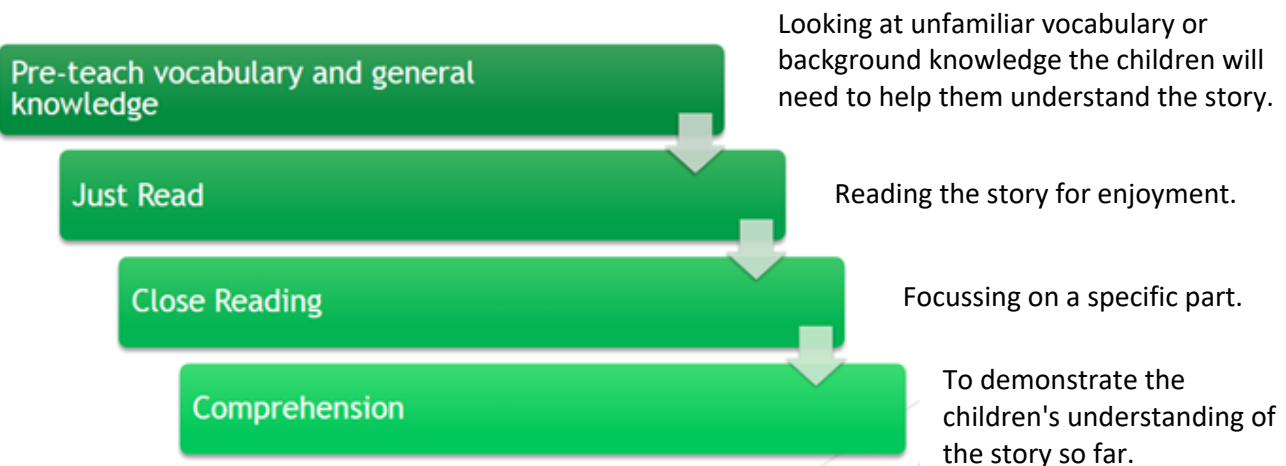 Pre-teach vocabulary and general
knowledge
Looking at unfamiliar vocabulary or
background knowledge the children will
need to help them understand the story.
Just Read
Reading the story for enjoyment.
Close Reading
Focussing on a specific part.
Comprehension
To demonstrate the
children's understanding of
the story so far.